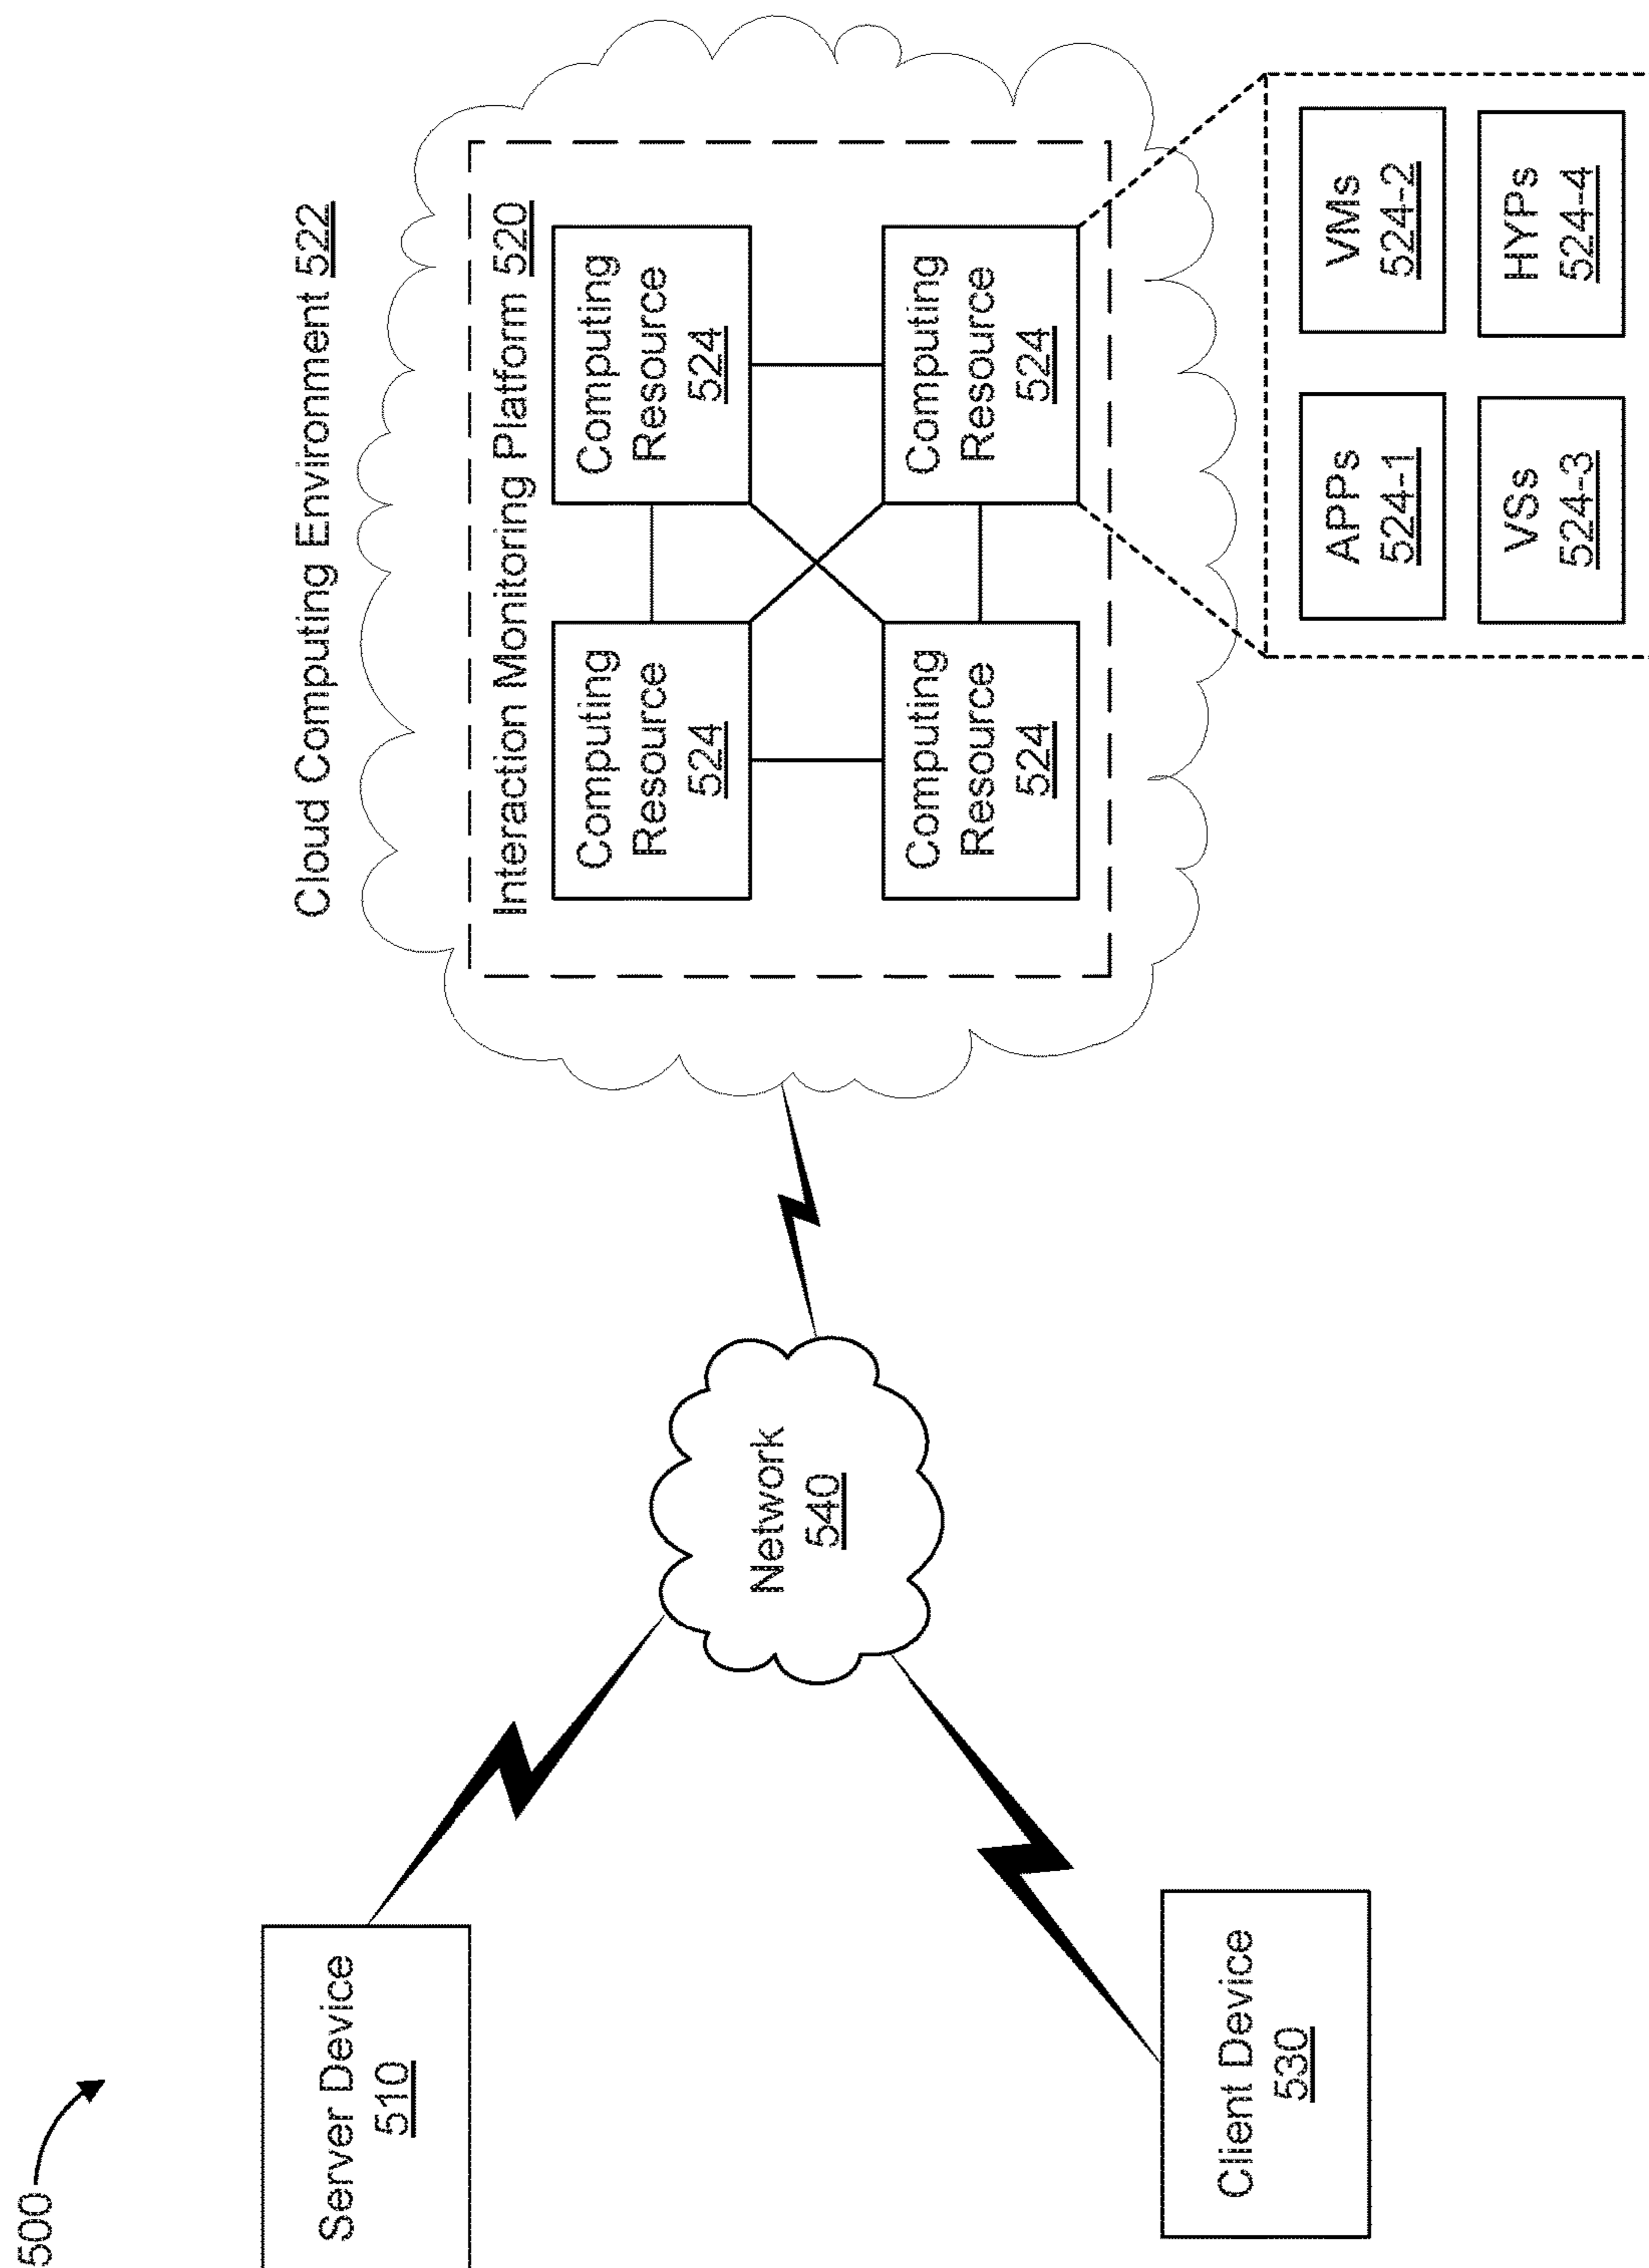 500
Server Device
510
Client Device
530
Network
540
Cloud Computing Environment 522
Interaction Monitoring Platform 520
Computing
Resource
524
Computing
Resource
524
Computing
Resource
524
Computing
Resource
524
APPs
524-1
VMs
524-2
VSs
524-3
HYPs
524-4